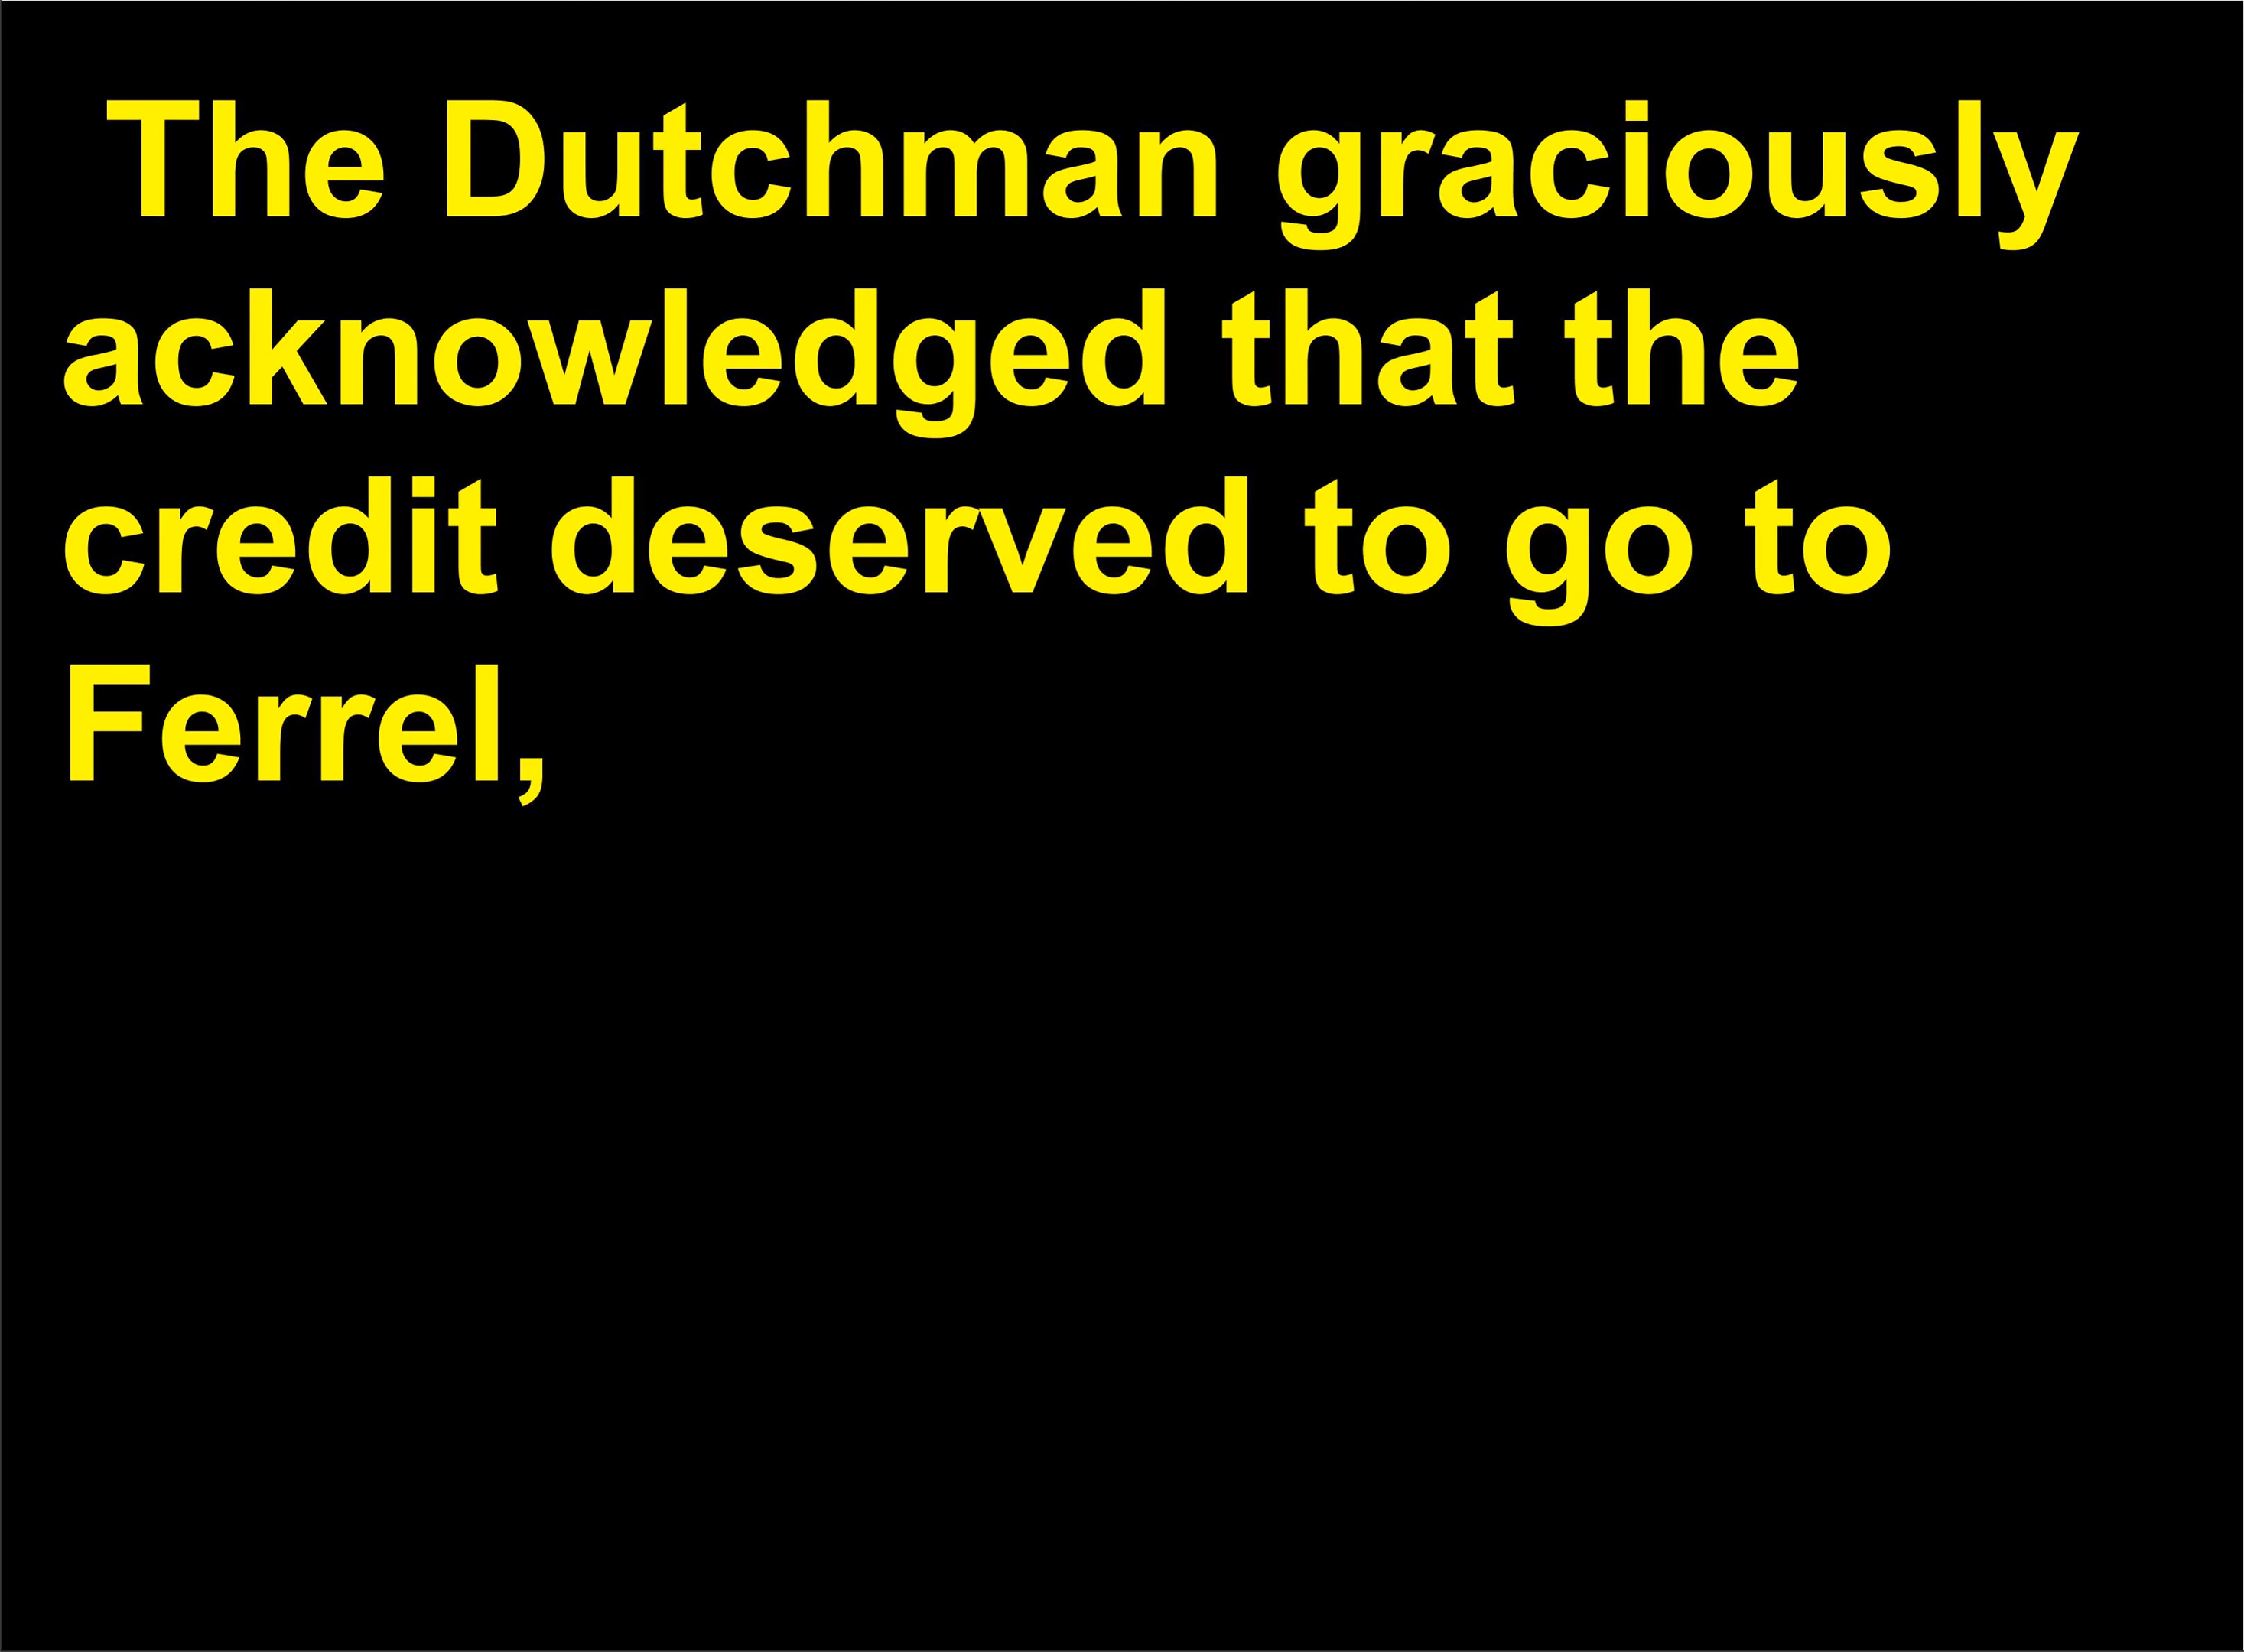 The Dutchman graciously
acknowledged that the
credit deserved to go to
Ferrel,